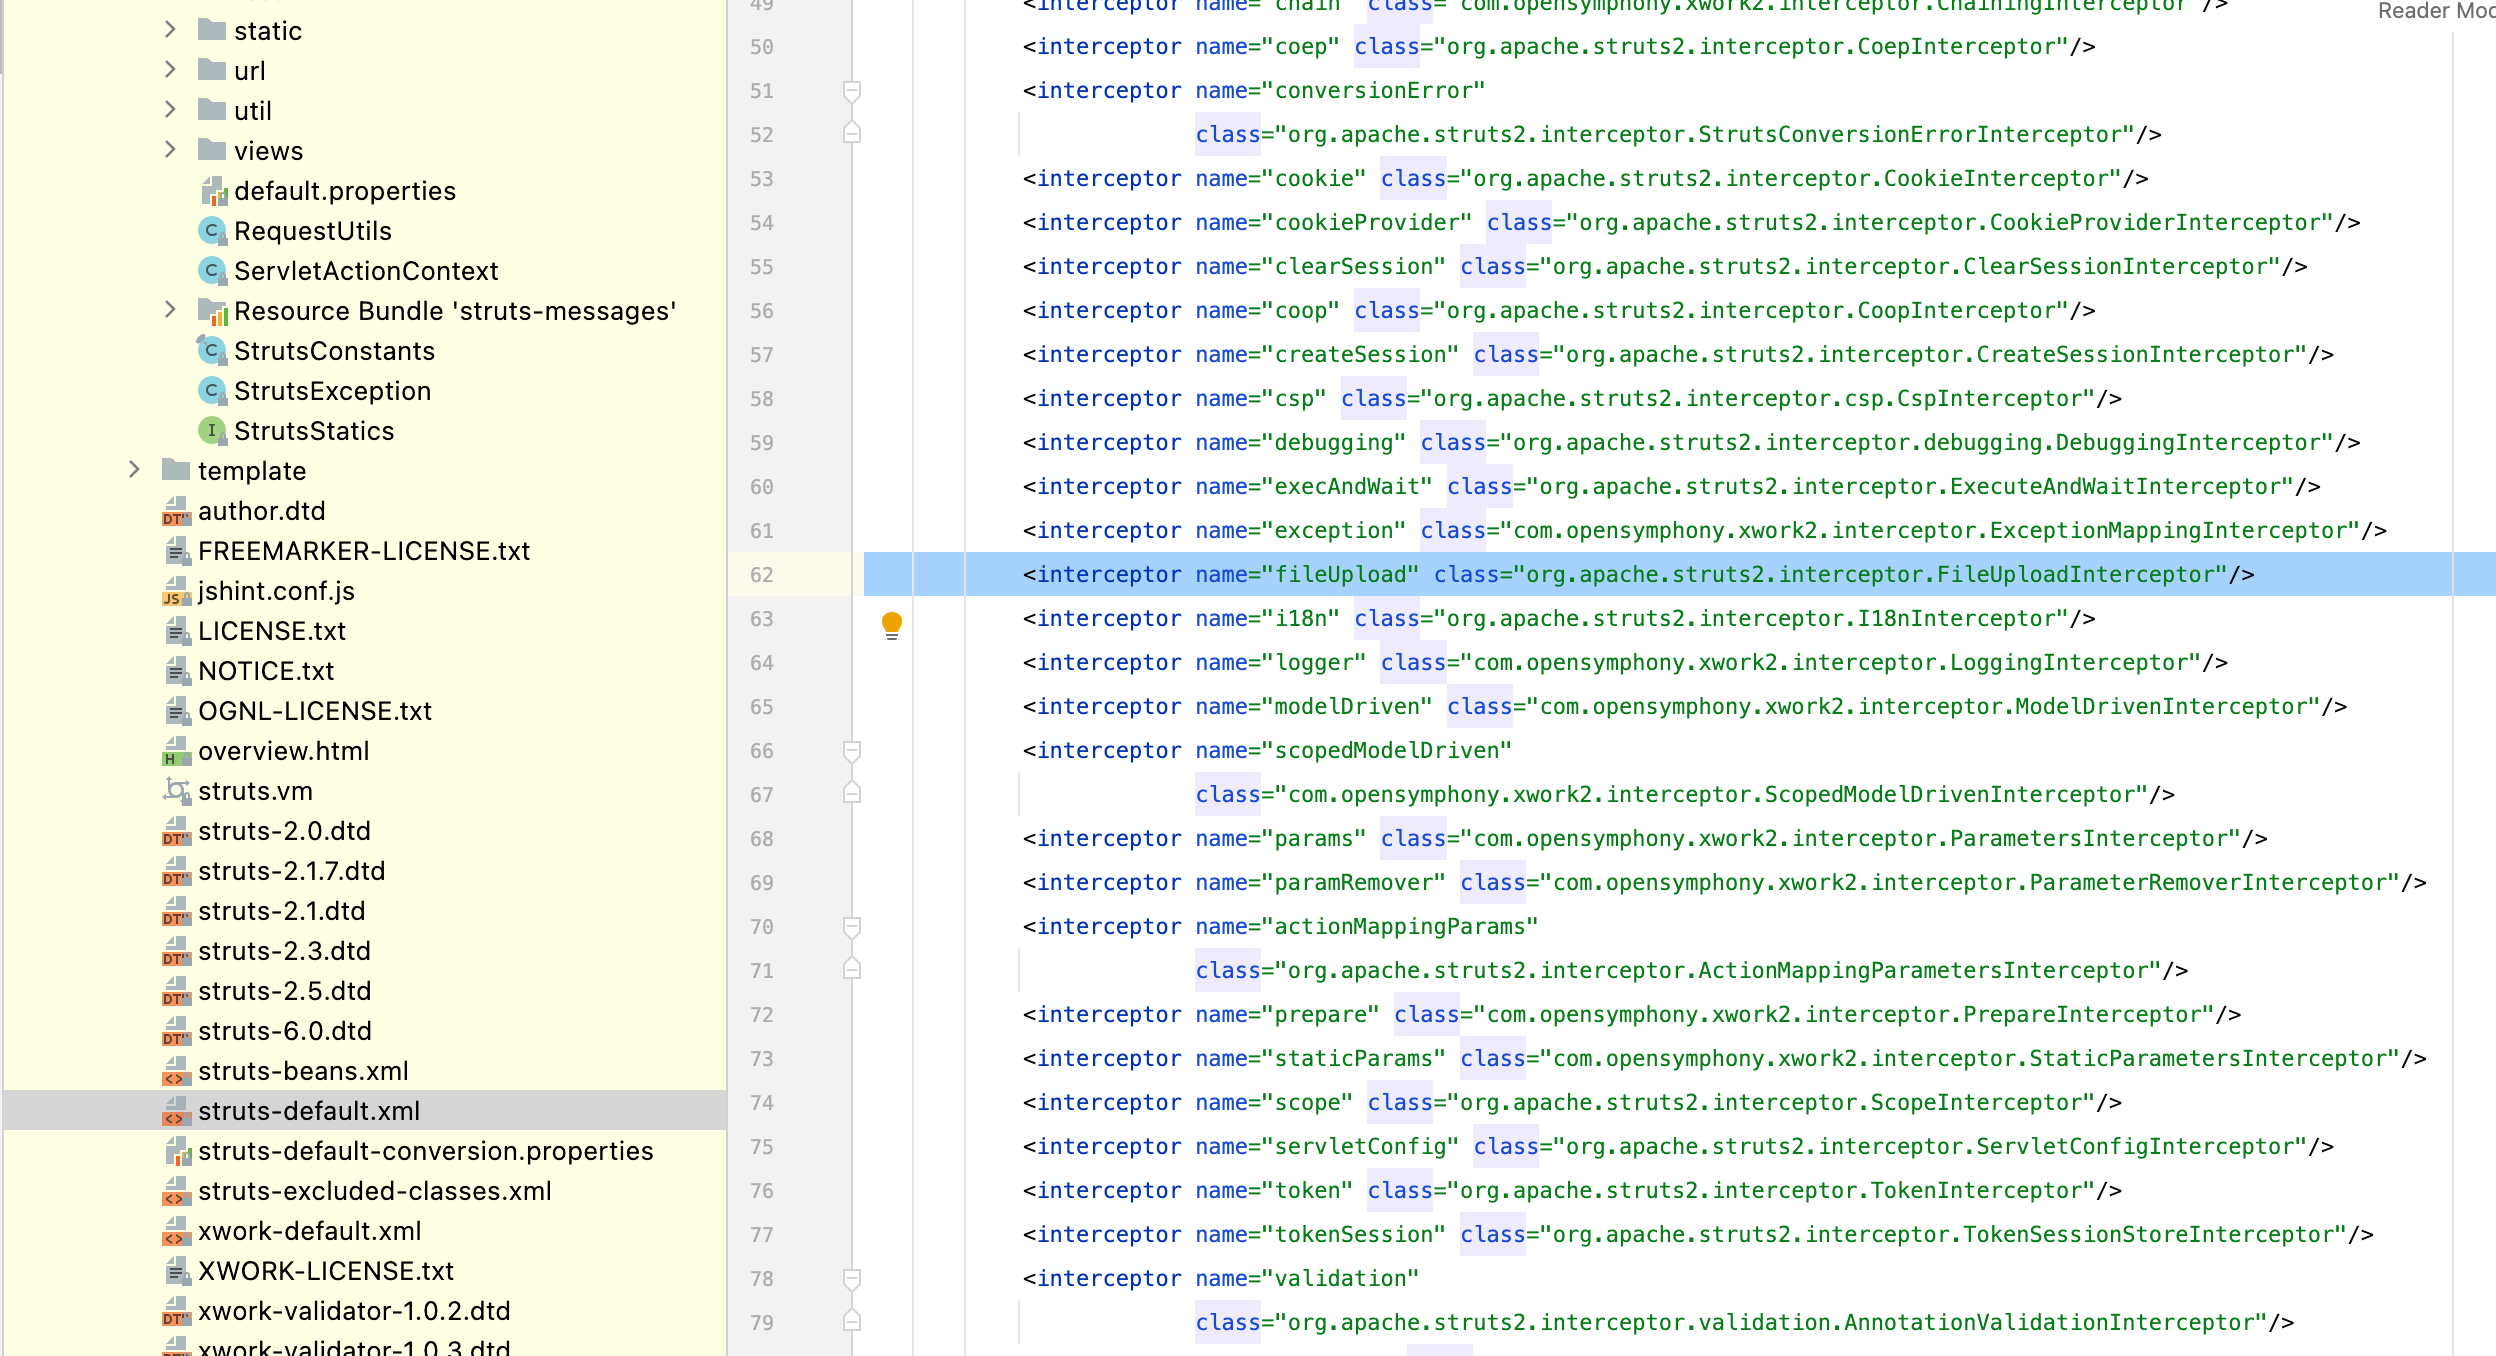 static
url
util
views
default.properties
RequestUtils
ServletActionContext
Resource Bundle 'struts-messages'
StrutsConstants
StrutsException
StrutsStatics
template
author.dtd
FREEMARKER-LICENSE.txt
jshint.conf.js
LICENSE.txt
NOTICE.txt
OGNL-LICENSE.txt
overview.html
struts.vm
struts-2.0.dtd
struts-2.1.7.dtd
struts-2.1.dtd
struts-2.3.dtd
struts-2.5.dtd
struts-6.0.dtd
struts-beans.xml
struts-default.xml
struts-default-conversion.properties
struts-excluded-classes.xml
xwork-default.xml
XWORK-LICENSE.txt
xwork-validator-1.0.2.dtd
xwork-validator-1.0.3.dtd
Reader Mod
49 <interceptor name="chain" class="com.opensymphony.xwork2.interceptor.ChainingInterceptor"/>
50 <interceptor name="coep" class="org.apache.struts2.interceptor.CoepInterceptor"/>
51 <interceptor name="conversionError"
52 class="org.apache.struts2.interceptor.StrutsConversionErrorInterceptor"/>
53 <interceptor name="cookie" class="org.apache.struts2.interceptor.CookieInterceptor"/>
54 <interceptor name="cookieProvider" class="org.apache.struts2.interceptor.CookieProviderInterceptor"/>
55 <interceptor name="clearSession" class="org.apache.struts2.interceptor.ClearSessionInterceptor"/>
56 <interceptor name="coop" class="org.apache.struts2.interceptor.CoopInterceptor"/>
57 <interceptor name="createSession" class="org.apache.struts2.interceptor.CreateSessionInterceptor"/>
58 <interceptor name="csp" class="org.apache.struts2.interceptor.csp.CspInterceptor"/>
59 <interceptor name="debugging" class="org.apache.struts2.interceptor.debugging.DebuggingInterceptor"/>
60 <interceptor name="execAndWait" class="org.apache.struts2.interceptor.ExecuteAndWaitInterceptor"/>
61 <interceptor name="exception" class="com.opensymphony.xwork2.interceptor.ExceptionMappingInterceptor"/>
62 <interceptor name="fileUpload" class="org.apache.struts2.interceptor.FileUploadInterceptor"/>
63 <interceptor name="i18n" class="org.apache.struts2.interceptor.I18nInterceptor"/>
64 <interceptor name="logger" class="com.opensymphony.xwork2.interceptor.LoggingInterceptor"/>
65 <interceptor name="modelDriven" class="com.opensymphony.xwork2.interceptor.ModelDrivenInterceptor"/>
66 <interceptor name="scopedModelDriven"
67 class="com.opensymphony.xwork2.interceptor.ScopedModelDrivenInterceptor"/>
68 <interceptor name="params" class="com.opensymphony.xwork2.interceptor.ParametersInterceptor"/>
69 <interceptor name="paramRemover" class="com.opensymphony.xwork2.interceptor.ParameterRemoverInterceptor"/>
70 <interceptor name="actionMappingParams"
71 class="org.apache.struts2.interceptor.ActionMappingParametersInterceptor"/>
72 <interceptor name="prepare" class="com.opensymphony.xwork2.interceptor.PrepareInterceptor"/>
73 <interceptor name="staticParams" class="com.opensymphony.xwork2.interceptor.StaticParametersInterceptor"/>
74 <interceptor name="scope" class="org.apache.struts2.interceptor.ScopeInterceptor"/>
75 <interceptor name="servletConfig" class="org.apache.struts2.interceptor.ServletConfigInterceptor"/>
76 <interceptor name="token" class="org.apache.struts2.interceptor.TokenInterceptor"/>
77 <interceptor name="tokenSession" class="org.apache.struts2.interceptor.TokenSessionStoreInterceptor"/>
78 <interceptor name="validation"
79 class="org.apache.struts2.interceptor.validation.AnnotationValidationInterceptor"/>